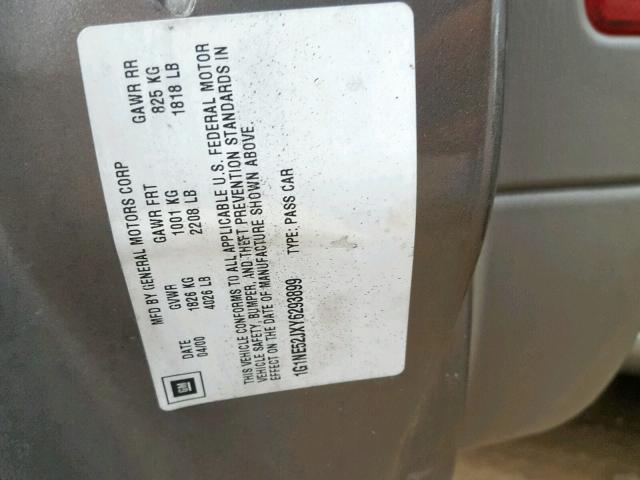 MFD BY GENERAL MOTORS CORP
DATE GVWR GAWR FRT GAWR RR
04/00 1826 KG 1001 KG 825 KG
4026 LB 2208 LB 1818 LB
THIS VEHICLE CONFORMS TO ALL APPLICABLE U.S. FEDERAL MOTOR
VEHICLE SAFETY, BUMPER, AND THEFT PREVENTION STANDARDS IN
EFFECT ON THE DATE OF MANUFACTURE SHOWN ABOVE.
1G1NE52JXY6293899 TYPE: PASS CAR
GM